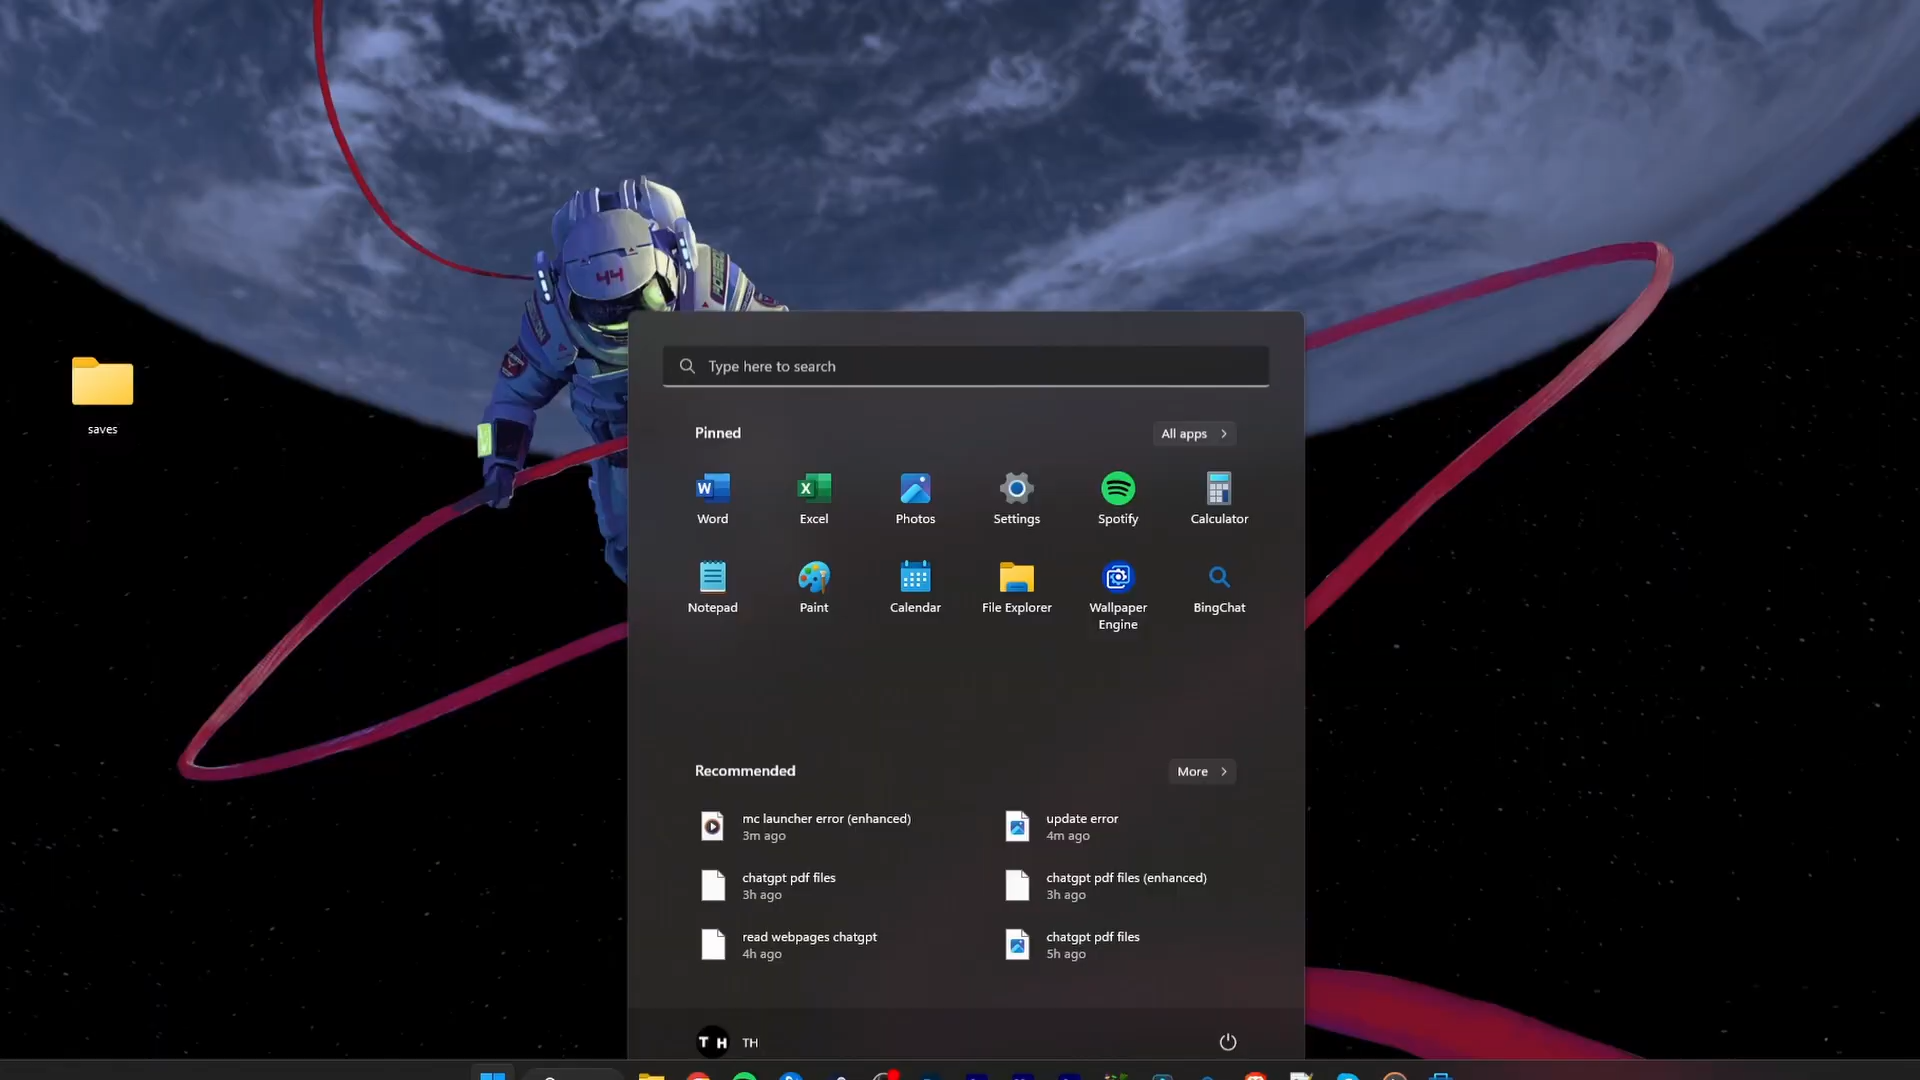 44
saves
Type here to search
Pinned
All apps
Word
Excel
Photos
Settings
Spotify
Calculator
Notepad
Paint
Calendar
File Explorer
Wallpaper
Engine
BingChat
Recommended
More
mc launcher error (enhanced)
3m ago
update error
4m ago
chatgpt pdf files
3h ago
chatgpt pdf files (enhanced)
3h ago
read webpages chatgpt
4h ago
chatgpt pdf files
5h ago
T H
TH